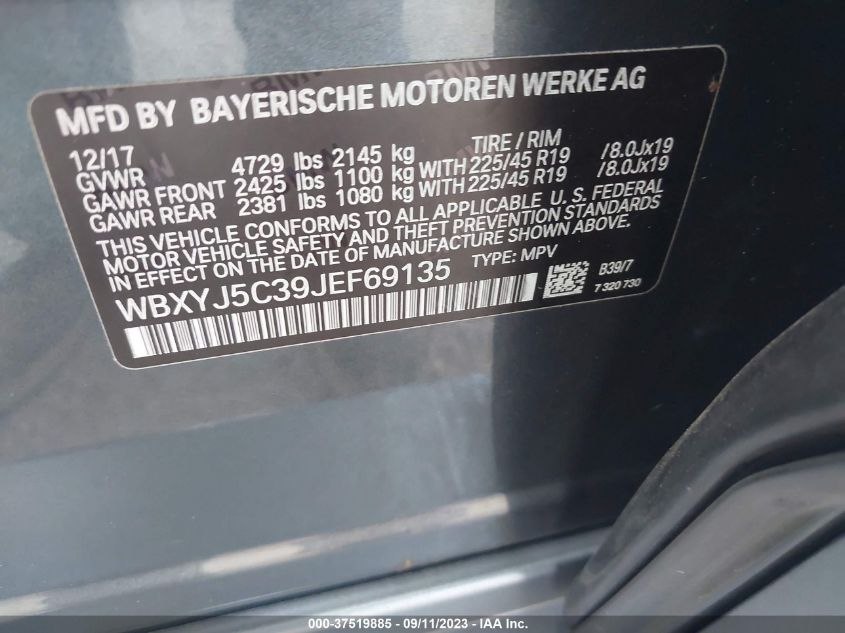 MFD BY BAYERISCHE MOTOREN WERKE AG
12/17 TIRE / RIM
GVWR 4729 lbs 2145 kg
GAWR FRONT 2425 lbs 1100 kg WITH 225/45 R19 /8.0Jx19
GAWR REAR 2381 lbs 1080 kg WITH 225/45 R19 /8.0Jx19
THIS VEHICLE CONFORMS TO ALL APPLICABLE U. S. FEDERAL
MOTOR VEHICLE SAFETY AND THEFT PREVENTION STANDARDS
IN EFFECT ON THE DATE OF MANUFACTURE SHOWN ABOVE.
WBXYJ5C39JEF69135 TYPE: MPV
B39/7
7 320 730
000-37519885 - 09/11/2023 - IAA Inc.